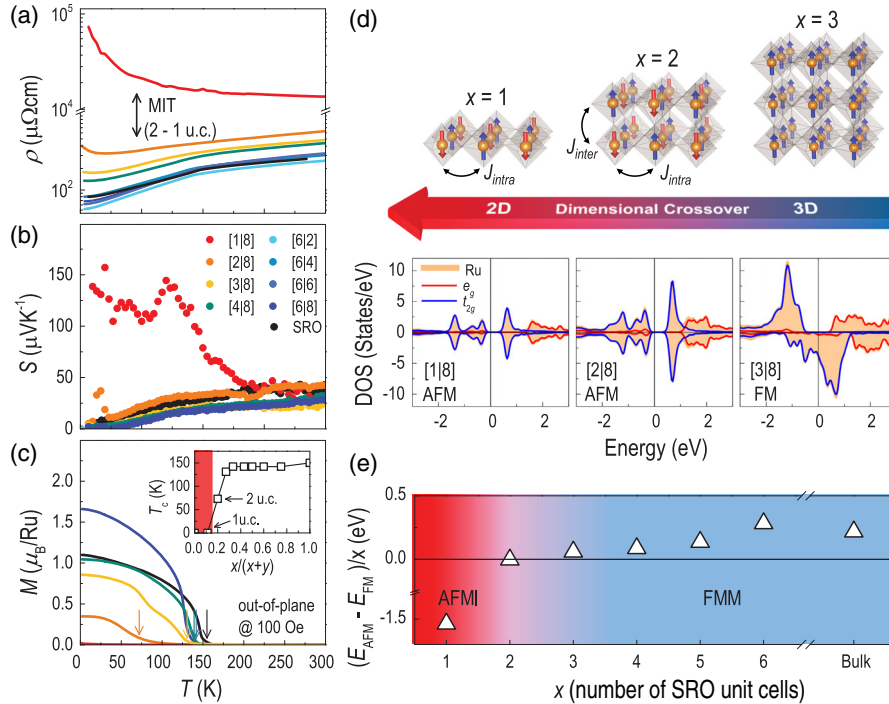 (a)
10⁵
10⁴
10²
ρ (μΩcm)
MIT
(2 - 1 u.c.)
(b)
150
100
50
0
S (μV/K⁻¹)
[1|8] [6|2]
[2|8] [6|4]
[3|8] [6|6]
[4|8] [6|8]
SRO
(c)
2.0
1.5
1.0
0.5
0.0
M (μB/Ru)
150
100
50
0
Tc (K)
2 u.c.
1u.c.
0.0 0.2 0.4 0.6 0.8 1.0
x/(x+y)
out-of-plane
@ 100 Oe
0 50 100 150 200 250 300
T (K)
(d)
x = 1
x = 2
x = 3
Jinter
Jintra
Jintra
2D Dimensional Crossover 3D
10
5
0
-5
-10
DOS (States/eV)
Ru
eg
t2g
[1|8]
AFM
[2|8]
AFM
[3|8]
FM
-2 0 2 -2 0 2 -2 0 2
Energy (eV)
(e)
0.5
0.0
-1.5
(EAFM - EFM)/x (eV)
AFMI
FMM
1 2 3 4 5 6 Bulk
x (number of SRO unit cells)